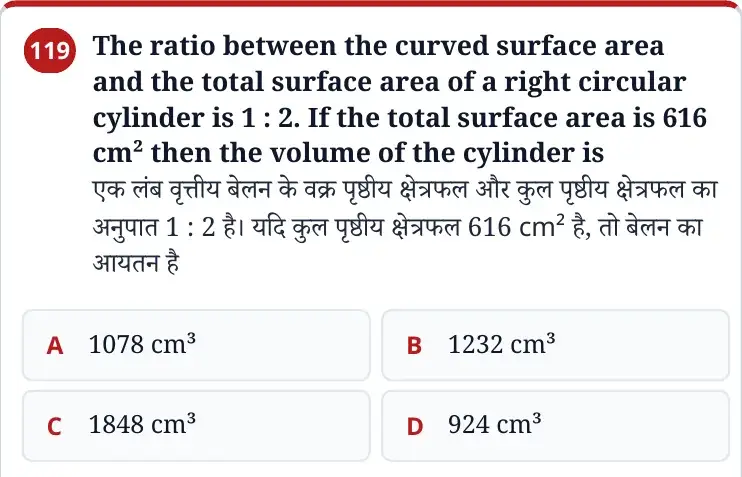 119 The ratio between the curved surface area
and the total surface area of a right circular
cylinder is 1 : 2. If the total surface area is 616
cm² then the volume of the cylinder is
एक लंब वृत्तीय बेलन के वक्र पृष्ठीय क्षेत्रफल और कुल पृष्ठीय क्षेत्रफल का
अनुपात 1 : 2 है। यदि कुल पृष्ठीय क्षेत्रफल 616 cm² है, तो बेलन का
आयतन है
A 1078 cm³
B 1232 cm³
C 1848 cm³
D 924 cm³